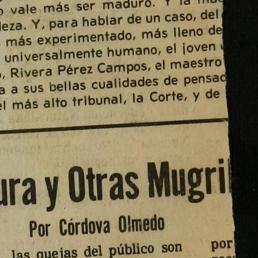 vale más ser maduro. Y la
deza. Y, para hablar de un caso, del
más experimentado, más lleno de
universalmente humano, el joven
Rivera Pérez Campos, el maestro
a sus bellas cualidades de pensad
el más alto tribunal, la Corte, y de
ura y Otras Mugri
Por Córdova Olmedo
las quejas del público son por